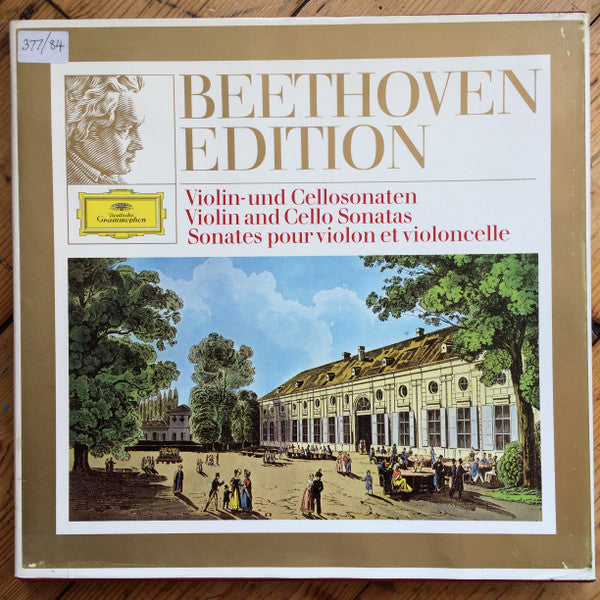 377/84
BEETHOVEN
EDITION
Deutsche
Grammophon
Violin- und Cellosonaten
Violin and Cello Sonatas
Sonates pour violon et violoncelle